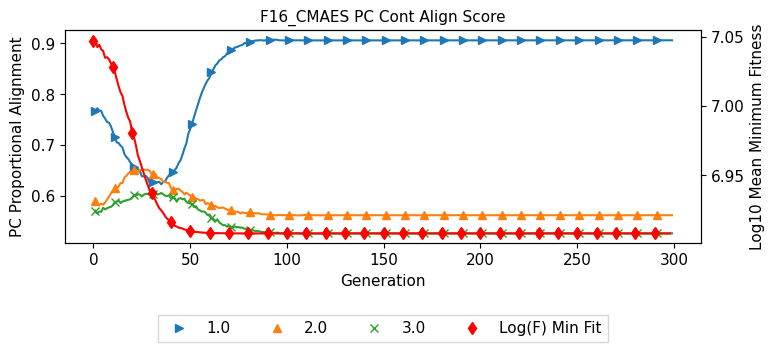 F16_CMAES PC Cont Align Score
PC Proportional Alignment
0.9
0.8
0.7
0.6
7.05
7.00
6.95
Log10 Mean Minimum Fitness
0 50 100 150 200 250 300
Generation
1.0 2.0 3.0 Log(F) Min Fit